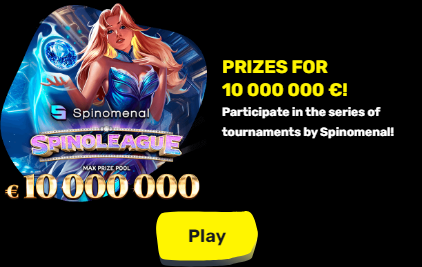 Spinomenal
SPINOLEAGUE
MAX PRIZE POOL
€ 10 000 000
PRIZES FOR
10 000 000 €!
Participate in the series of
tournaments by Spinomenal!
Play